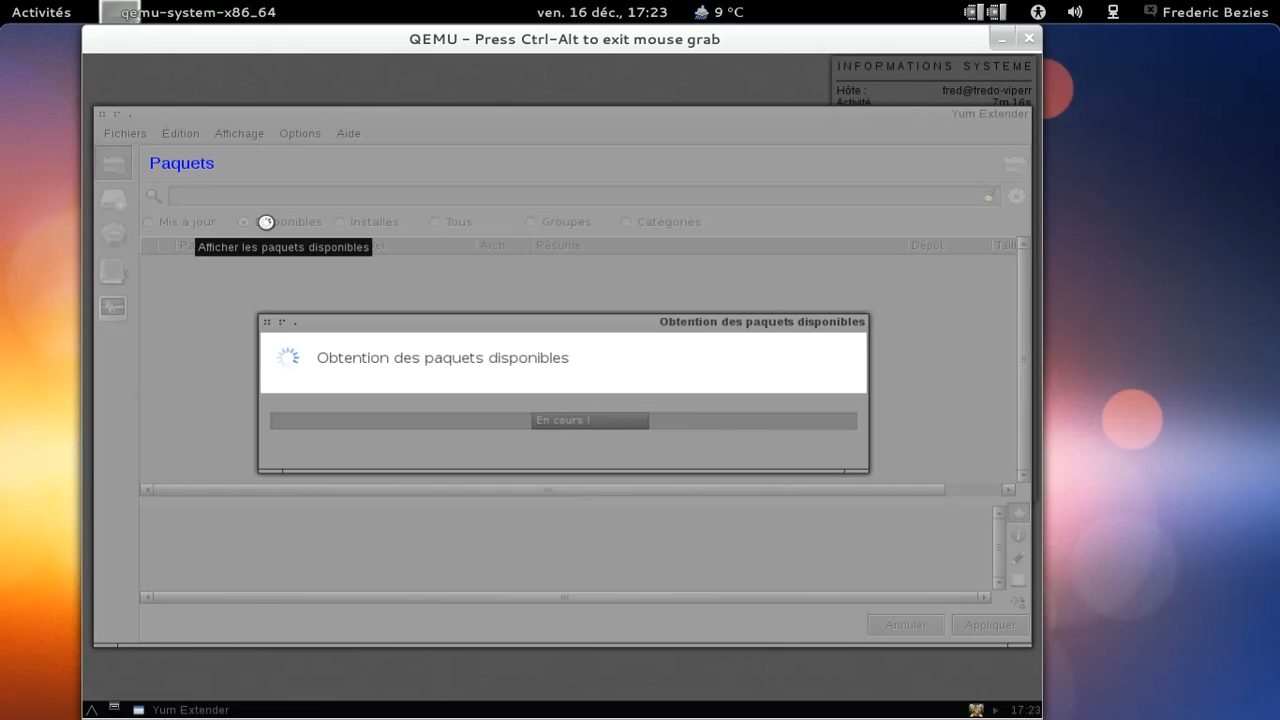 Activités
qemu-system-x86_64
ven. 16 déc., 17:23
9 °C
Frederic Bezies
QEMU - Press Ctrl-Alt to exit mouse grab
INFORMATIONS SYSTEME
Hôte : fred@fredo-viperr
Activité : 7m 16s
Yum Extender
Fichiers Édition Affichage Options Aide
Paquets
Mis à jour Installés Tous Groupes Catégories
Afficher les paquets disponibles
Arch. Résumé Dépôt Taill
Obtention des paquets disponibles
Obtention des paquets disponibles
En cours !
Annuler Appliquer
Yum Extender
17:23